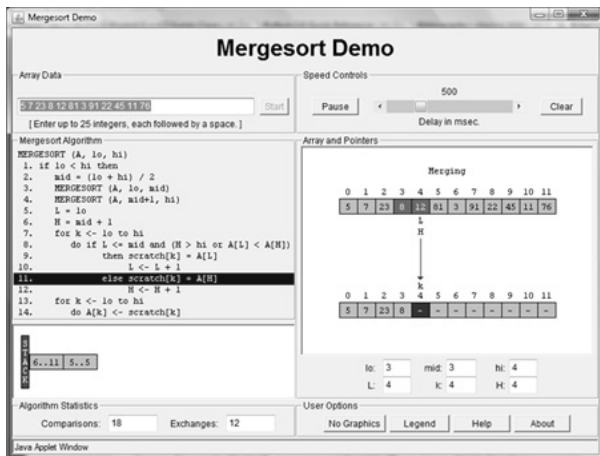 Mergesort Demo
Mergesort Demo
Array Data
5 7 23 8 12 81 3 91 22 45 11 76
Start
[ Enter up to 25 integers, each followed by a space. ]
Speed Controls
500
Pause
Clear
Delay in msec.
Mergesort Algorithm
MERGESORT (A, lo, hi)
1. if lo < hi then
2. mid = (lo + hi) / 2
3. MERGESORT (A, lo, mid)
4. MERGESORT (A, mid+1, hi)
5. L = lo
6. H = mid + 1
7. for k <- lo to hi
8. do if L <= mid and (H > hi or A[L] < A[H])
9. then scratch[k] = A[L]
10. L <- L + 1
11. else scratch[k] = A[H]
12. H <- H + 1
13. for k <- lo to hi
14. do A[k] <- scratch[k]
Array and Pointers
Merging
0 1 2 3 4 5 6 7 8 9 10 11
5 7 23 8 12 81 3 91 22 45 11 76
L
H
k
0 1 2 3 4 5 6 7 8 9 10 11
5 7 23 8 - - - - - - - -
lo: 3 mid: 3 hi: 4
L: 4 k: 4 H: 4
STACK
6..11 5..5
Algorithm Statistics
Comparisons: 18 Exchanges: 12
User Options
No Graphics Legend Help About
Java Applet Window